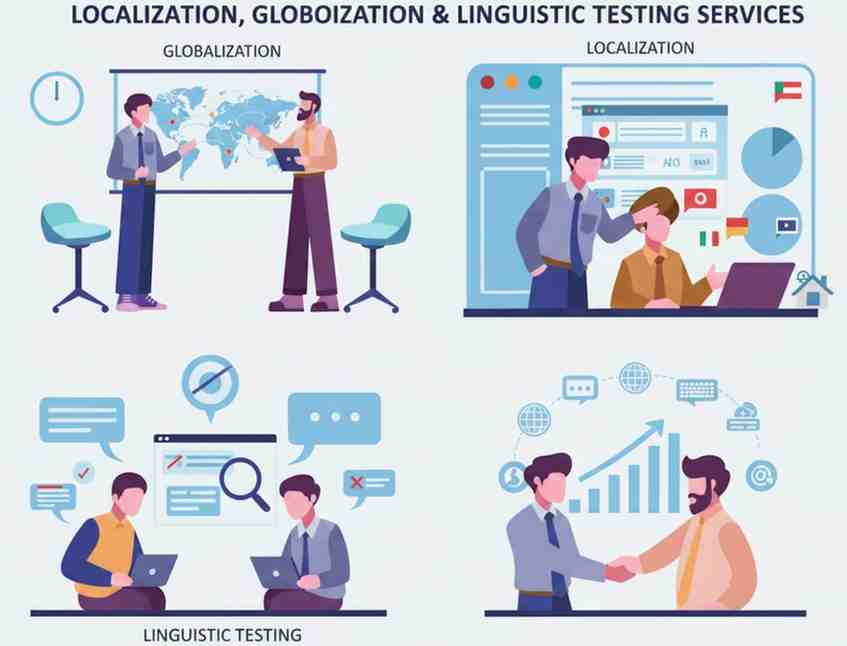 LOCALIZATION, GLOBOIZATION & LINGUISTIC TESTING SERVICES
GLOBALIZATION
LOCALIZATION
LINGUISTIC TESTING